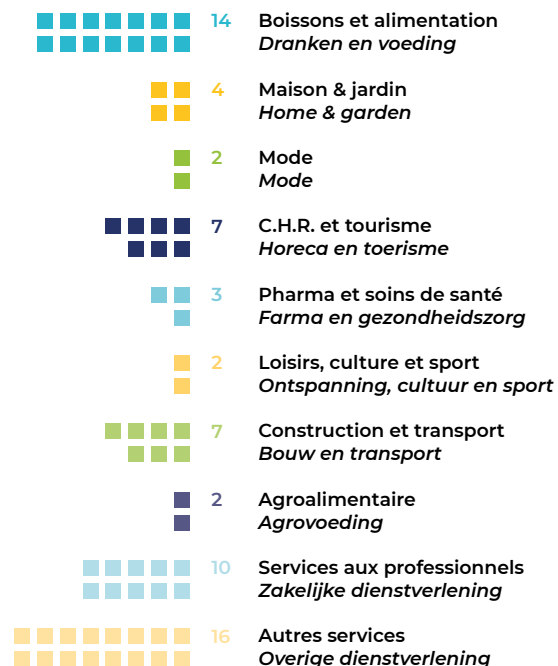 14 Boissons et alimentation
Dranken en voeding
4 Maison & jardin
Home & garden
2 Mode
Mode
7 C.H.R. et tourisme
Horeca en toerisme
3 Pharma et soins de santé
Farma en gezondheidszorg
2 Loisirs, culture et sport
Ontspanning, cultuur en sport
7 Construction et transport
Bouw en transport
2 Agroalimentaire
Agrovoeding
10 Services aux professionnels
Zakelijke dienstverlening
16 Autres services
Overige dienstverlening